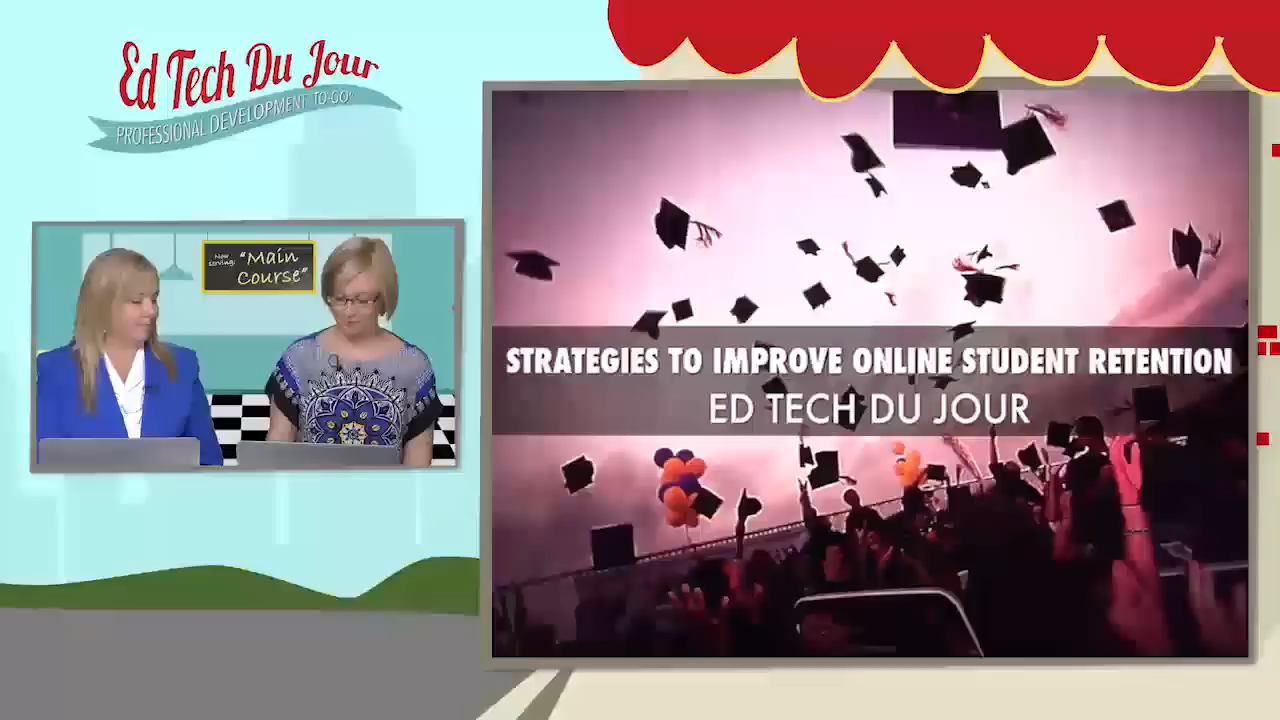 Ed Tech Du Jour
PROFESSIONAL DEVELOPMENT TO-GO!
Now
Serving:
"Main
Course"
STRATEGIES TO IMPROVE ONLINE STUDENT RETENTION
ED TECH DU JOUR